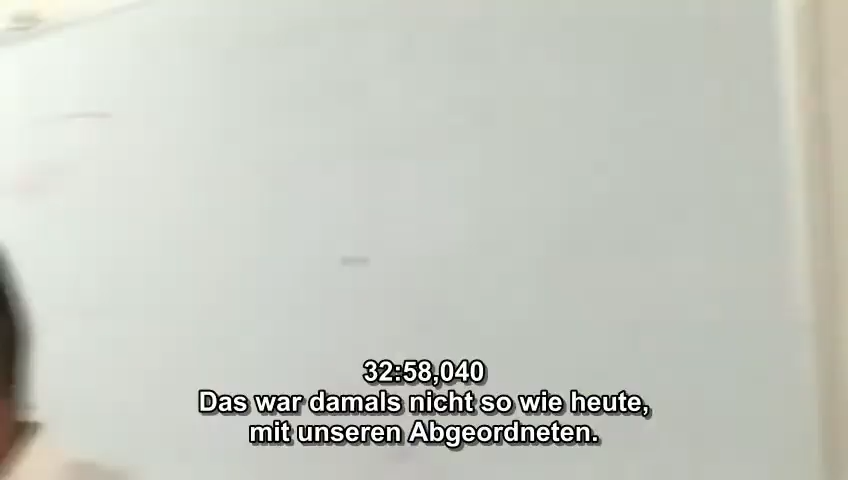 32:58,040
Das war damals nicht so wie heute,
mit unseren Abgeordneten.